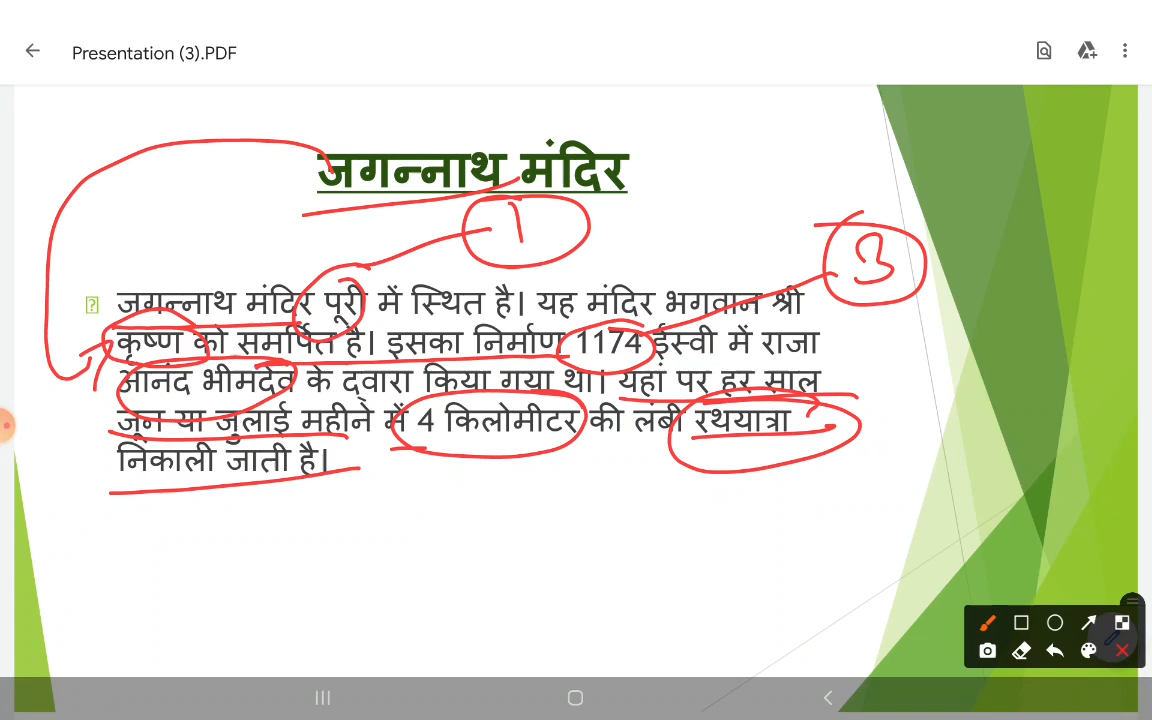 Presentation (3).PDF
जगन्नाथ मंदिर
1
3
जगन्नाथ मंदिर पूरी में स्थित है। यह मंदिर भगवान श्री
कृष्ण को समर्पित है। इसका निर्माण 1174 ईस्वी में राजा
आनंद भीमदेव के द्वारा किया गया था। यहां पर हर साल
जून या जुलाई महीने में 4 किलोमीटर की लंबी रथयात्रा
निकाली जाती है।